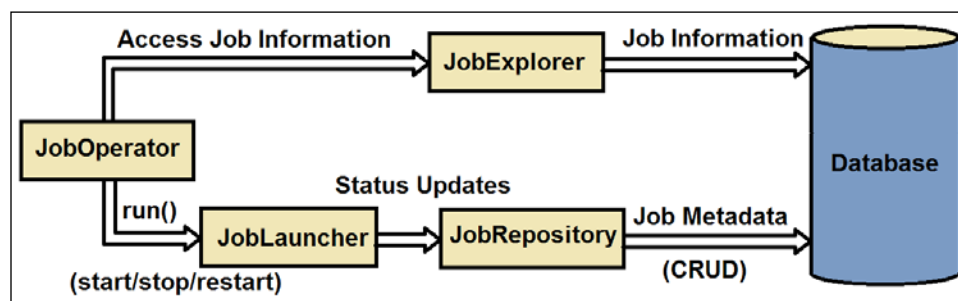 Access Job Information
JobExplorer
Job Information
JobOperator
Database
run()
Status Updates
JobLauncher
JobRepository
Job Metadata
(start/stop/restart)
(CRUD)